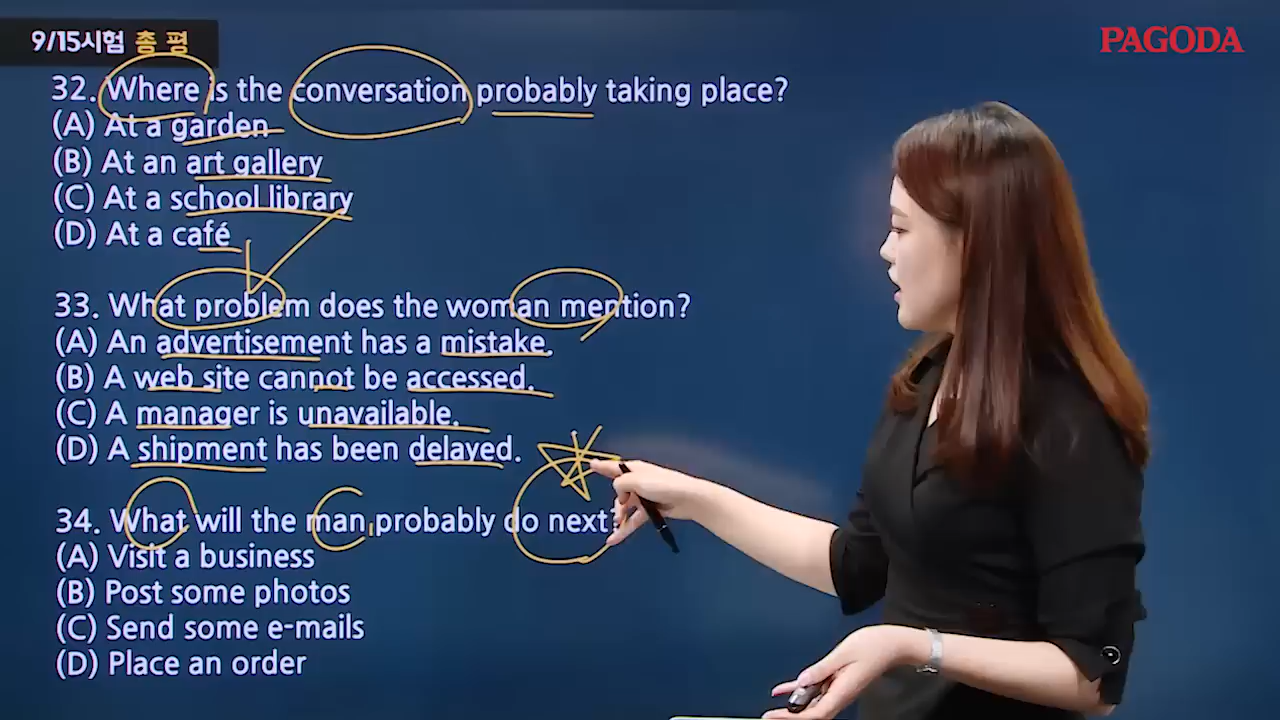 9/15시험 총평
PAGODA
32. Where is the conversation probably taking place?
(A) At a garden
(B) At an art gallery
(C) At a school library
(D) At a café
33. What problem does the woman mention?
(A) An advertisement has a mistake.
(B) A web site cannot be accessed.
(C) A manager is unavailable.
(D) A shipment has been delayed.
34. What will the man probably do next?
(A) Visit a business
(B) Post some photos
(C) Send some e-mails
(D) Place an order